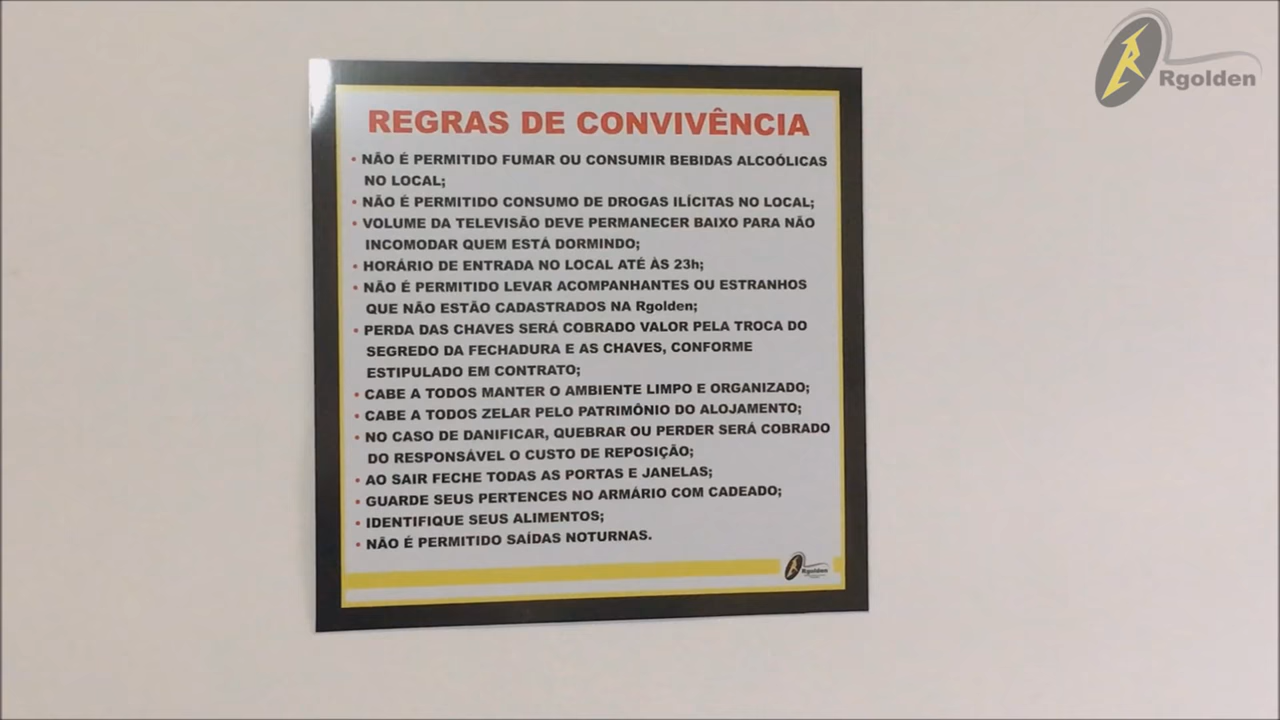 Rgolden
REGRAS DE CONVIVÊNCIA
• NÃO É PERMITIDO FUMAR OU CONSUMIR BEBIDAS ALCOÓLICAS
NO LOCAL;
• NÃO É PERMITIDO CONSUMO DE DROGAS ILÍCITAS NO LOCAL;
• VOLUME DA TELEVISÃO DEVE PERMANECER BAIXO PARA NÃO
INCOMODAR QUEM ESTÁ DORMINDO;
• HORÁRIO DE ENTRADA NO LOCAL ATÉ ÀS 23h;
• NÃO É PERMITIDO LEVAR ACOMPANHANTES OU ESTRANHOS
QUE NÃO ESTÃO CADASTRADOS NA Rgolden;
• PERDA DAS CHAVES SERÁ COBRADO VALOR PELA TROCA DO
SEGREDO DA FECHADURA E AS CHAVES, CONFORME
ESTIPULADO EM CONTRATO;
• CABE A TODOS MANTER O AMBIENTE LIMPO E ORGANIZADO;
• CABE A TODOS ZELAR PELO PATRIMÔNIO DO ALOJAMENTO;
• NO CASO DE DANIFICAR, QUEBRAR OU PERDER SERÁ COBRADO
DO RESPONSÁVEL O CUSTO DE REPOSIÇÃO;
• AO SAIR FECHE TODAS AS PORTAS E JANELAS;
• GUARDE SEUS PERTENCES NO ARMÁRIO COM CADEADO;
• IDENTIFIQUE SEUS ALIMENTOS;
• NÃO É PERMITIDO SAÍDAS NOTURNAS.
Rgolden